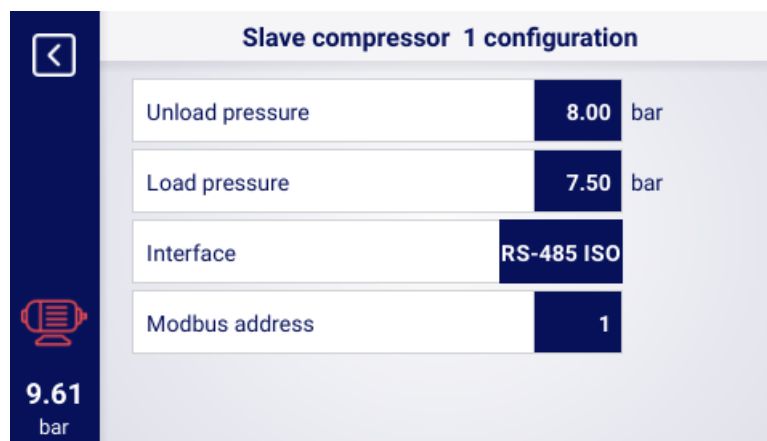 Slave compressor 1 configuration
Unload pressure 8.00 bar
Load pressure 7.50 bar
Interface RS-485 ISO
Modbus address 1
9.61
bar